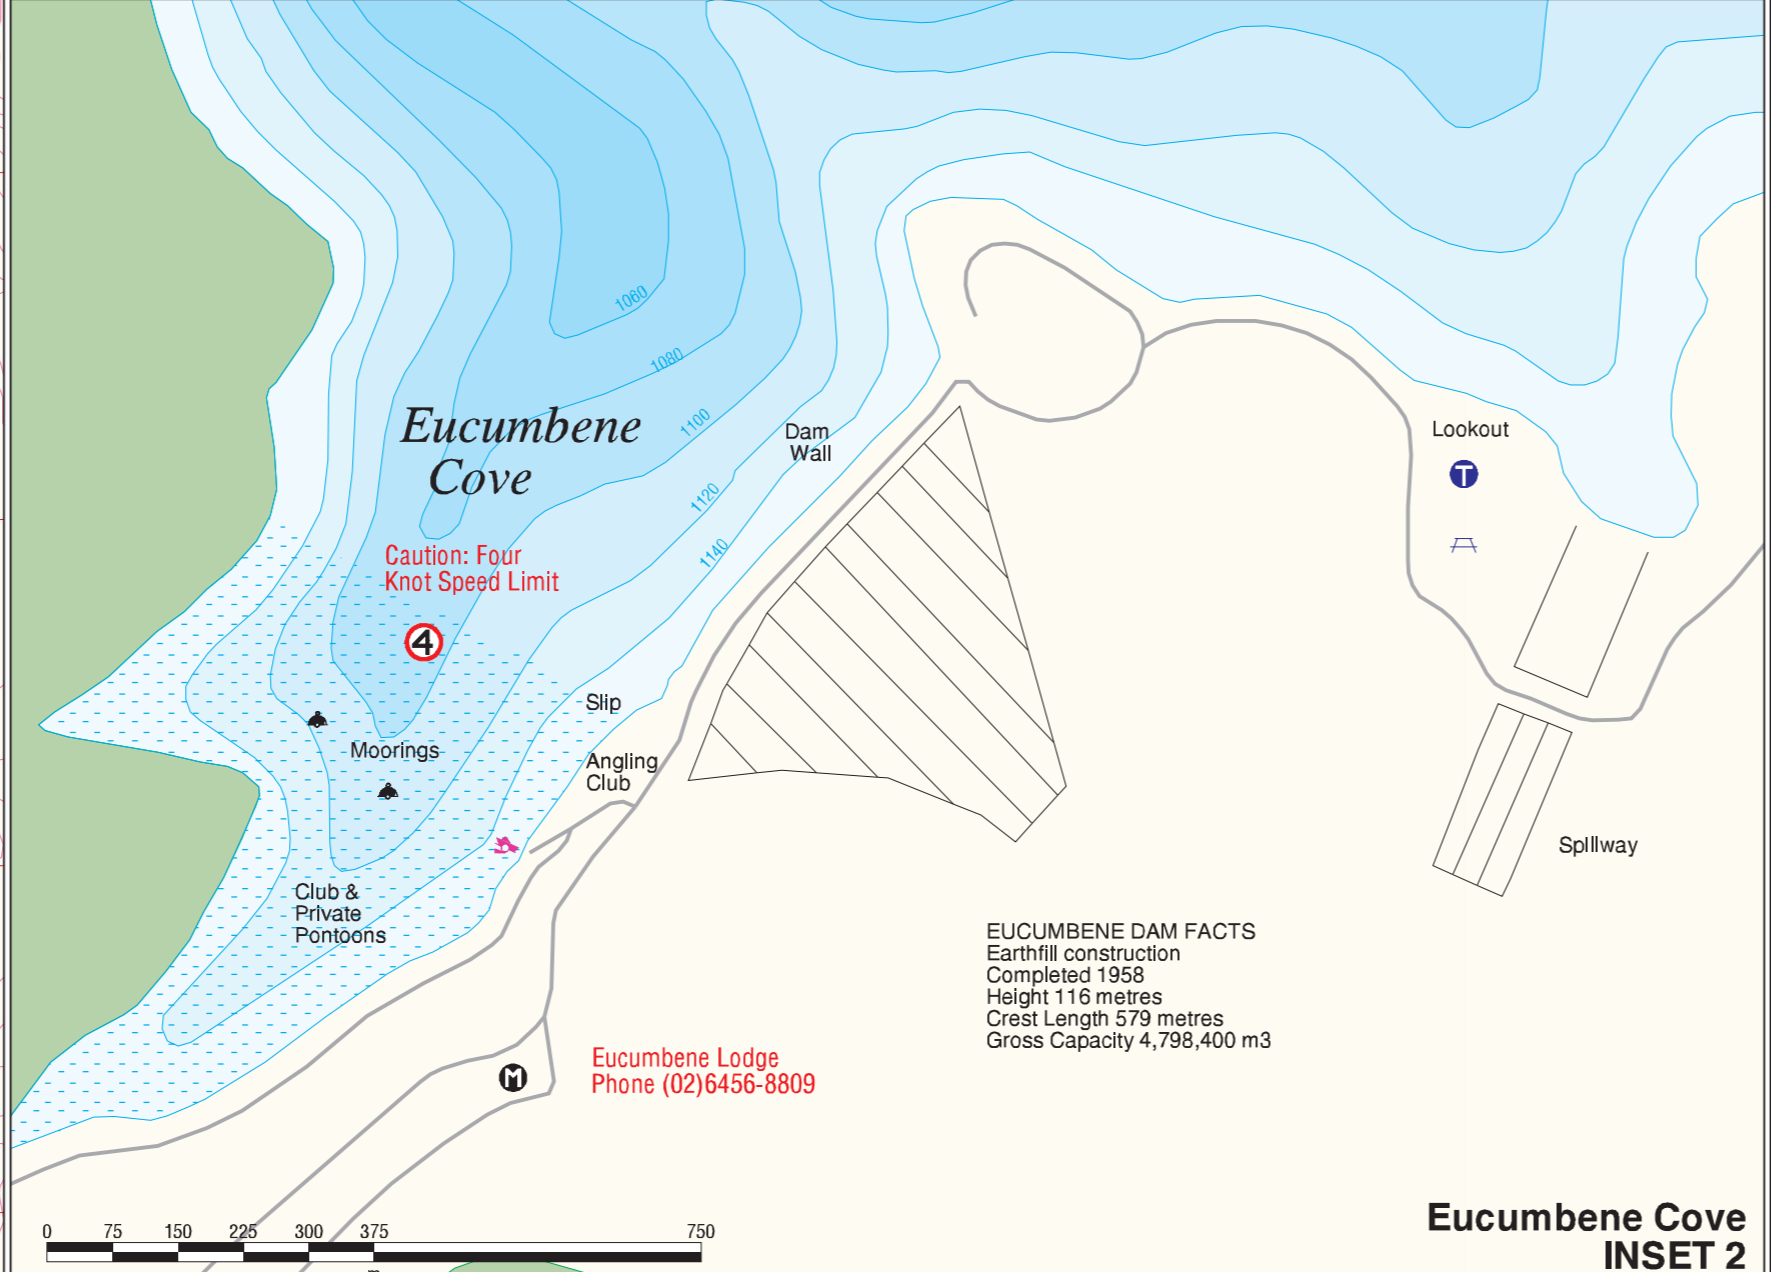 1060
1080
1100
1120
1140
Eucumbene
Cove
Dam
Wall
Lookout
T
Caution: Four
Knot Speed Limit
4
Slip
Moorings
Angling
Club
Spillway
Club &
Private
Pontoons
EUCUMBENE DAM FACTS
Earthfill construction
Completed 1958
Height 116 metres
Crest Length 579 metres
Gross Capacity 4,798,400 m3
M
Eucumbene Lodge
Phone (02)6456-8809
0 75 150 225 300 375 750
Eucumbene Cove
INSET 2